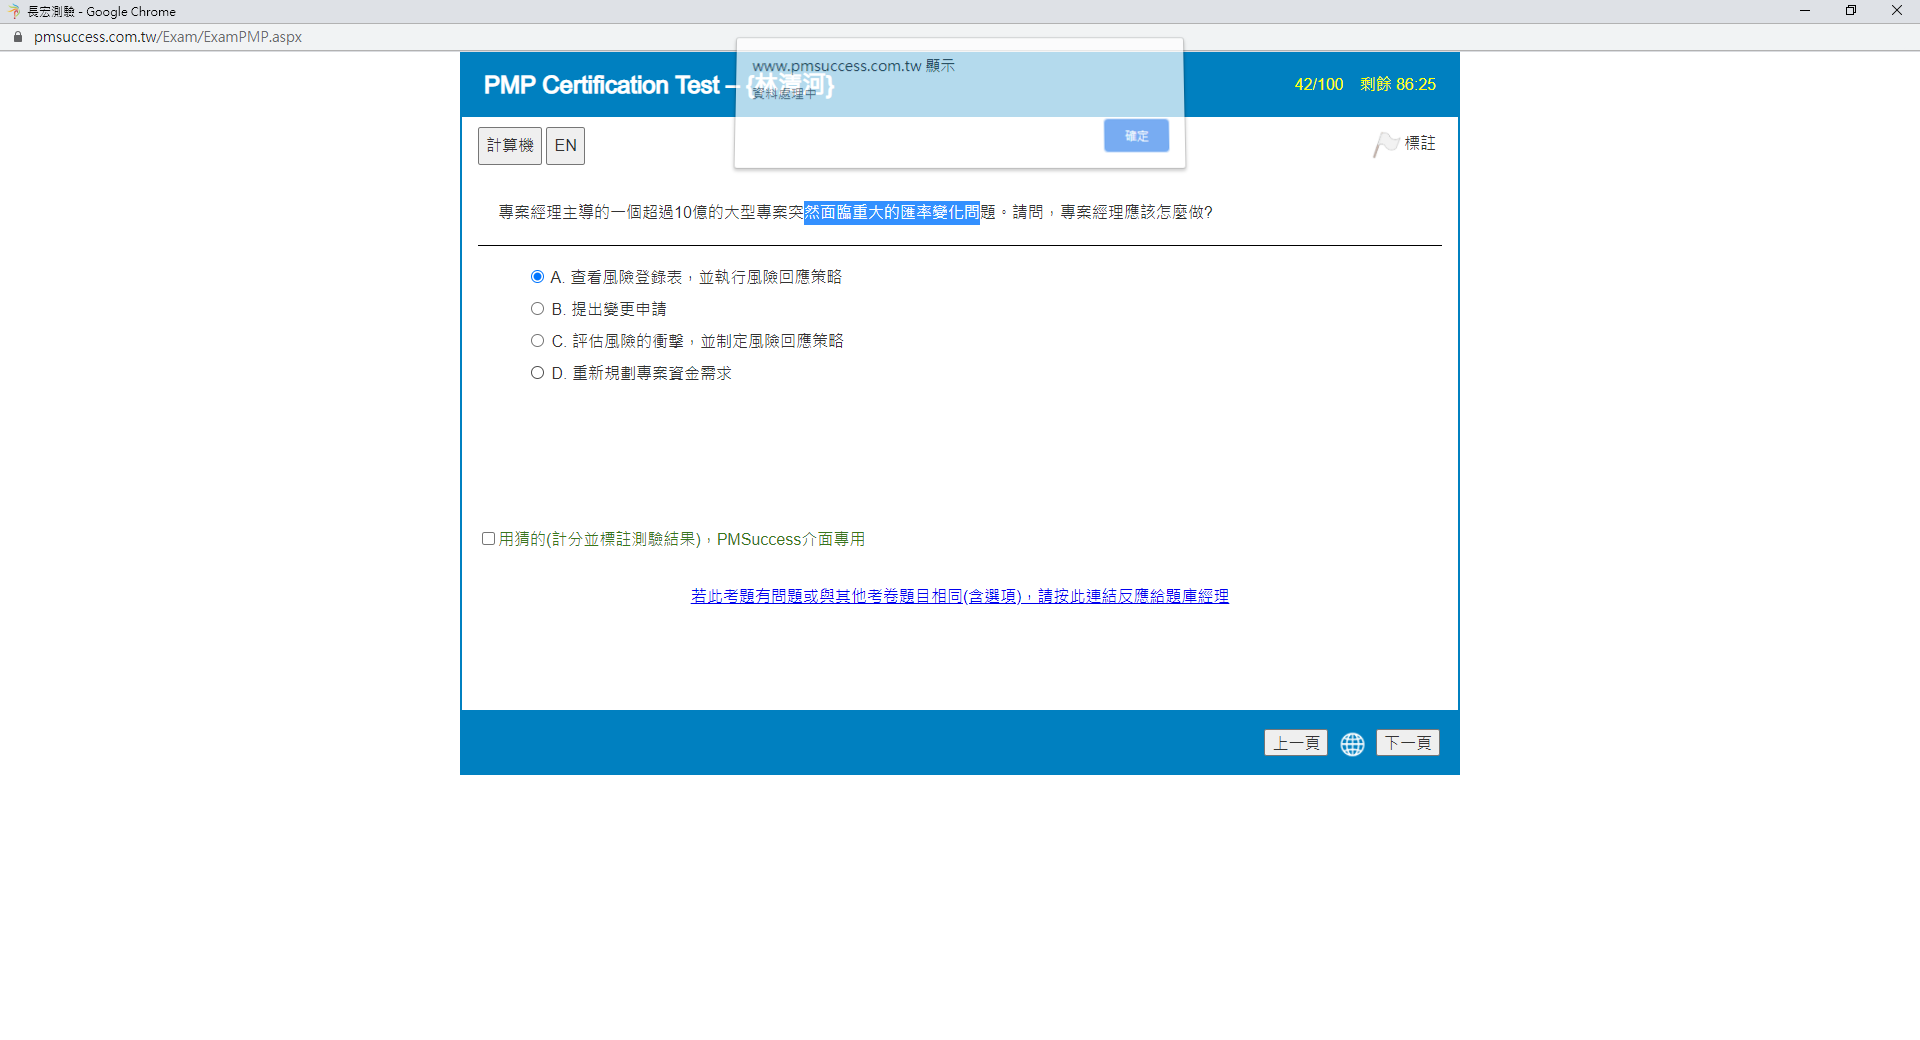 長宏測驗 - Google Chrome
pmsuccess.com.tw/Exam/ExamPMP.aspx
www.pmsuccess.com.tw 顯示
資料處理中
確定
PMP Certification Test – {林清河}
42/100 剩餘 86:25
計算機 EN
標註
專案經理主導的一個超過10億的大型專案突然面臨重大的匯率變化問題。請問，專案經理應該怎麼做?
A. 查看風險登錄表，並執行風險回應策略
B. 提出變更申請
C. 評估風險的衝擊，並制定風險回應策略
D. 重新規劃專案資金需求
用猜的(計分並標註測驗結果)，PMSuccess介面專用
若此考題有問題或與其他考卷題目相同(含選項)，請按此連結反應給題庫經理
上一頁 下一頁